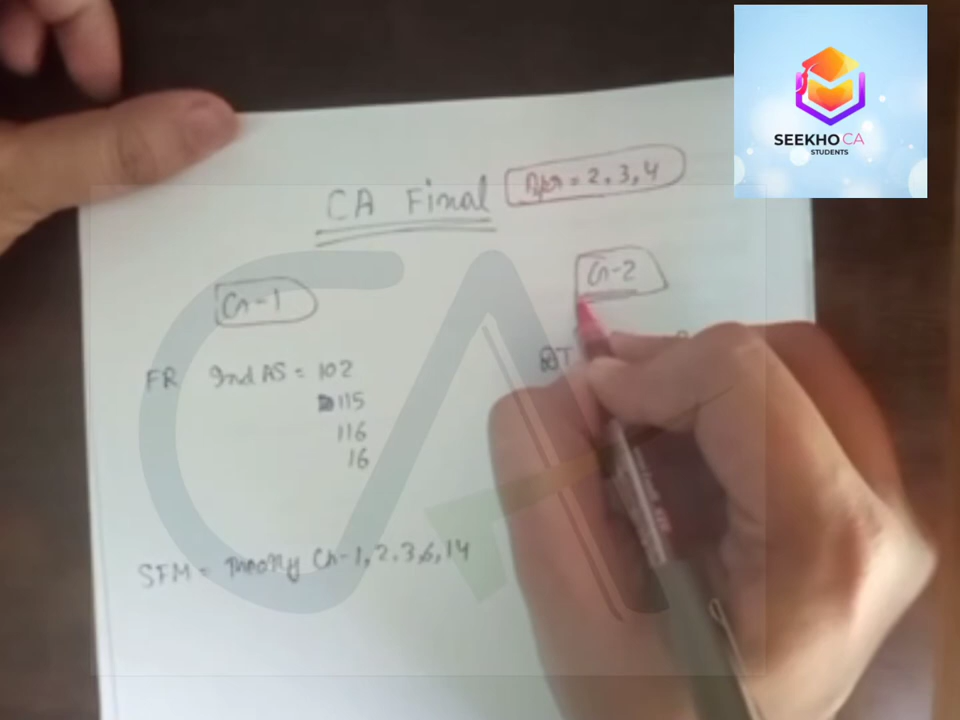 SEEKHO CA
STUDENTS
CA Final
Apr = 2, 3, 4
Gr-1
Gr-2
FR Ind AS = 102
115
116
16
DT
SFM = Theory Ch-1, 2, 3, 6, 14